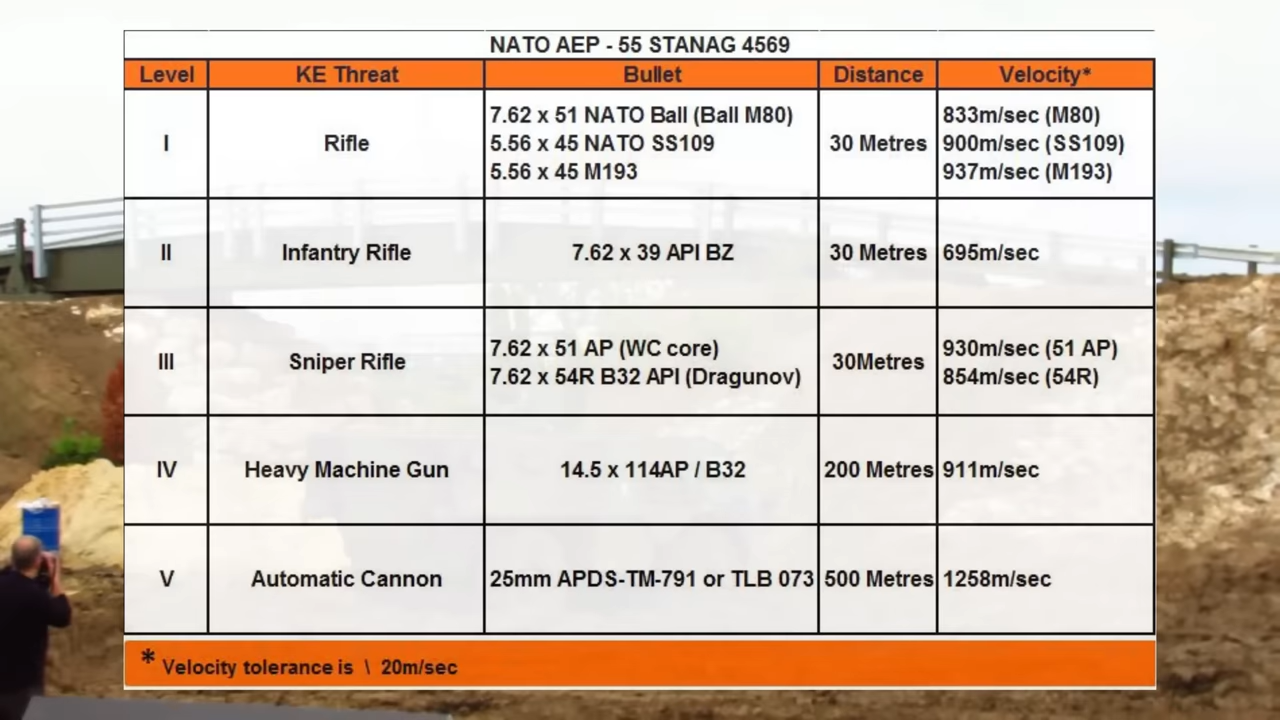 NATO AEP - 55 STANAG 4569
Level KE Threat Bullet Distance Velocity*
I Rifle 7.62 x 51 NATO Ball (Ball M80) 30 Metres 833m/sec (M80)
5.56 x 45 NATO SS109 900m/sec (SS109)
5.56 x 45 M193 937m/sec (M193)
II Infantry Rifle 7.62 x 39 API BZ 30 Metres 695m/sec
III Sniper Rifle 7.62 x 51 AP (WC core) 30Metres 930m/sec (51 AP)
7.62 x 54R B32 API (Dragunov) 854m/sec (54R)
IV Heavy Machine Gun 14.5 x 114AP / B32 200 Metres 911m/sec
V Automatic Cannon 25mm APDS-TM-791 or TLB 073 500 Metres 1258m/sec
* Velocity tolerance is \ 20m/sec